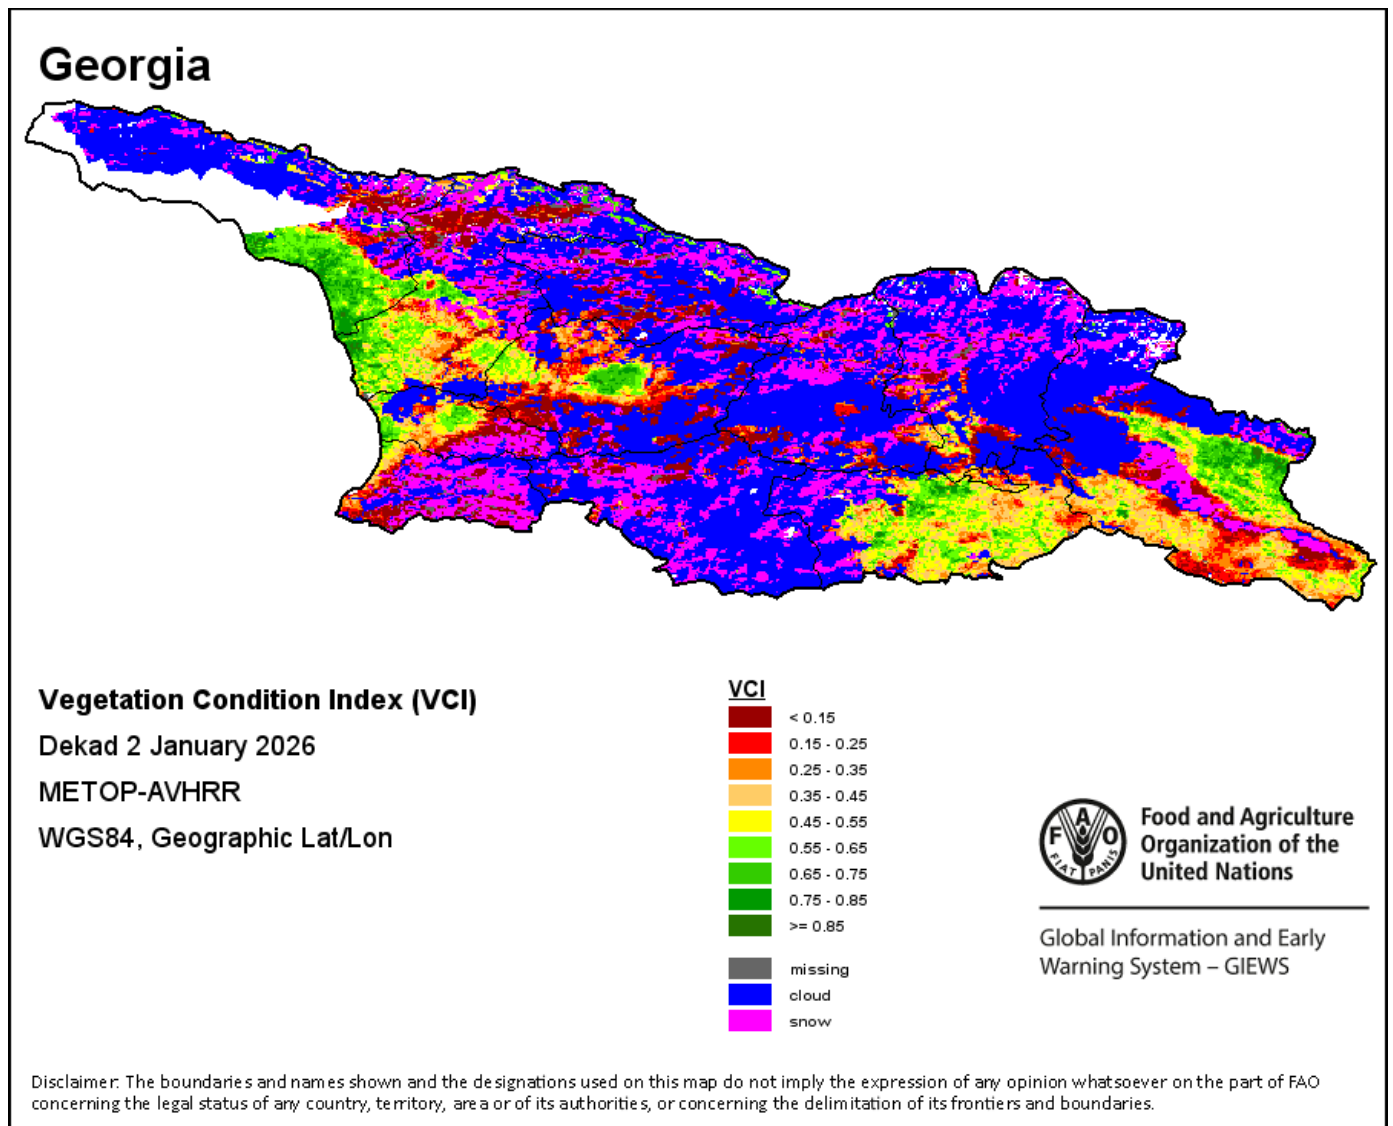 Georgia
Vegetation Condition Index (VCI)
Dekad 2 January 2026
METOP-AVHRR
WGS84, Geographic Lat/Lon
VCI
< 0.15
0.15 - 0.25
0.25 - 0.35
0.35 - 0.45
0.45 - 0.55
0.55 - 0.65
0.65 - 0.75
0.75 - 0.85
>= 0.85
missing
cloud
snow
F A O
FIAT PANIS
Food and Agriculture
Organization of the
United Nations
Global Information and Early
Warning System – GIEWS
Disclaimer: The boundaries and names shown and the designations used on this map do not imply the expression of any opinion whatsoever on the part of FAO
concerning the legal status of any country, territory, area or of its authorities, or concerning the delimitation of its frontiers and boundaries.